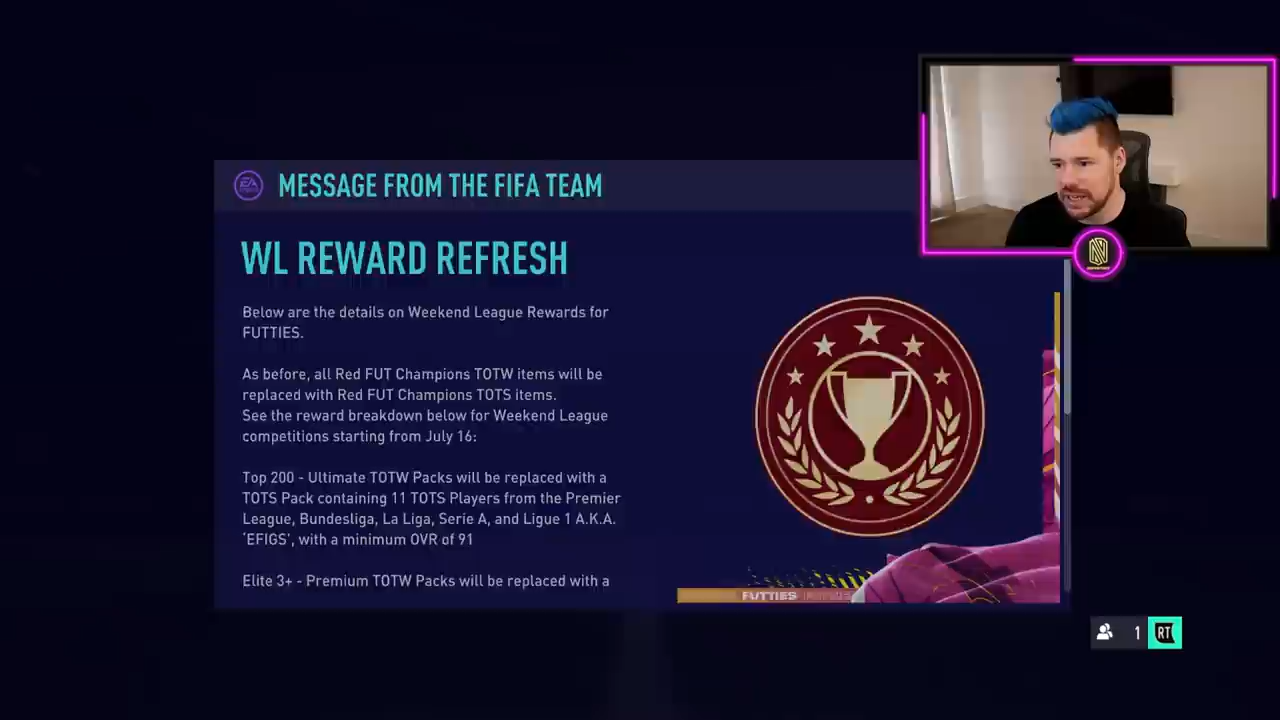 MESSAGE FROM THE FIFA TEAM
WL REWARD REFRESH
Below are the details on Weekend League Rewards for
FUTTIES.
As before, all Red FUT Champions TOTW items will be
replaced with Red FUT Champions TOTS items.
See the reward breakdown below for Weekend League
competitions starting from July 16:
Top 200 - Ultimate TOTW Packs will be replaced with a
TOTS Pack containing 11 TOTS Players from the Premier
League, Bundesliga, La Liga, Serie A, and Ligue 1 A.K.A.
'EFIGS', with a minimum OVR of 91
Elite 3+ - Premium TOTW Packs will be replaced with a
FUTTIES
1 RT